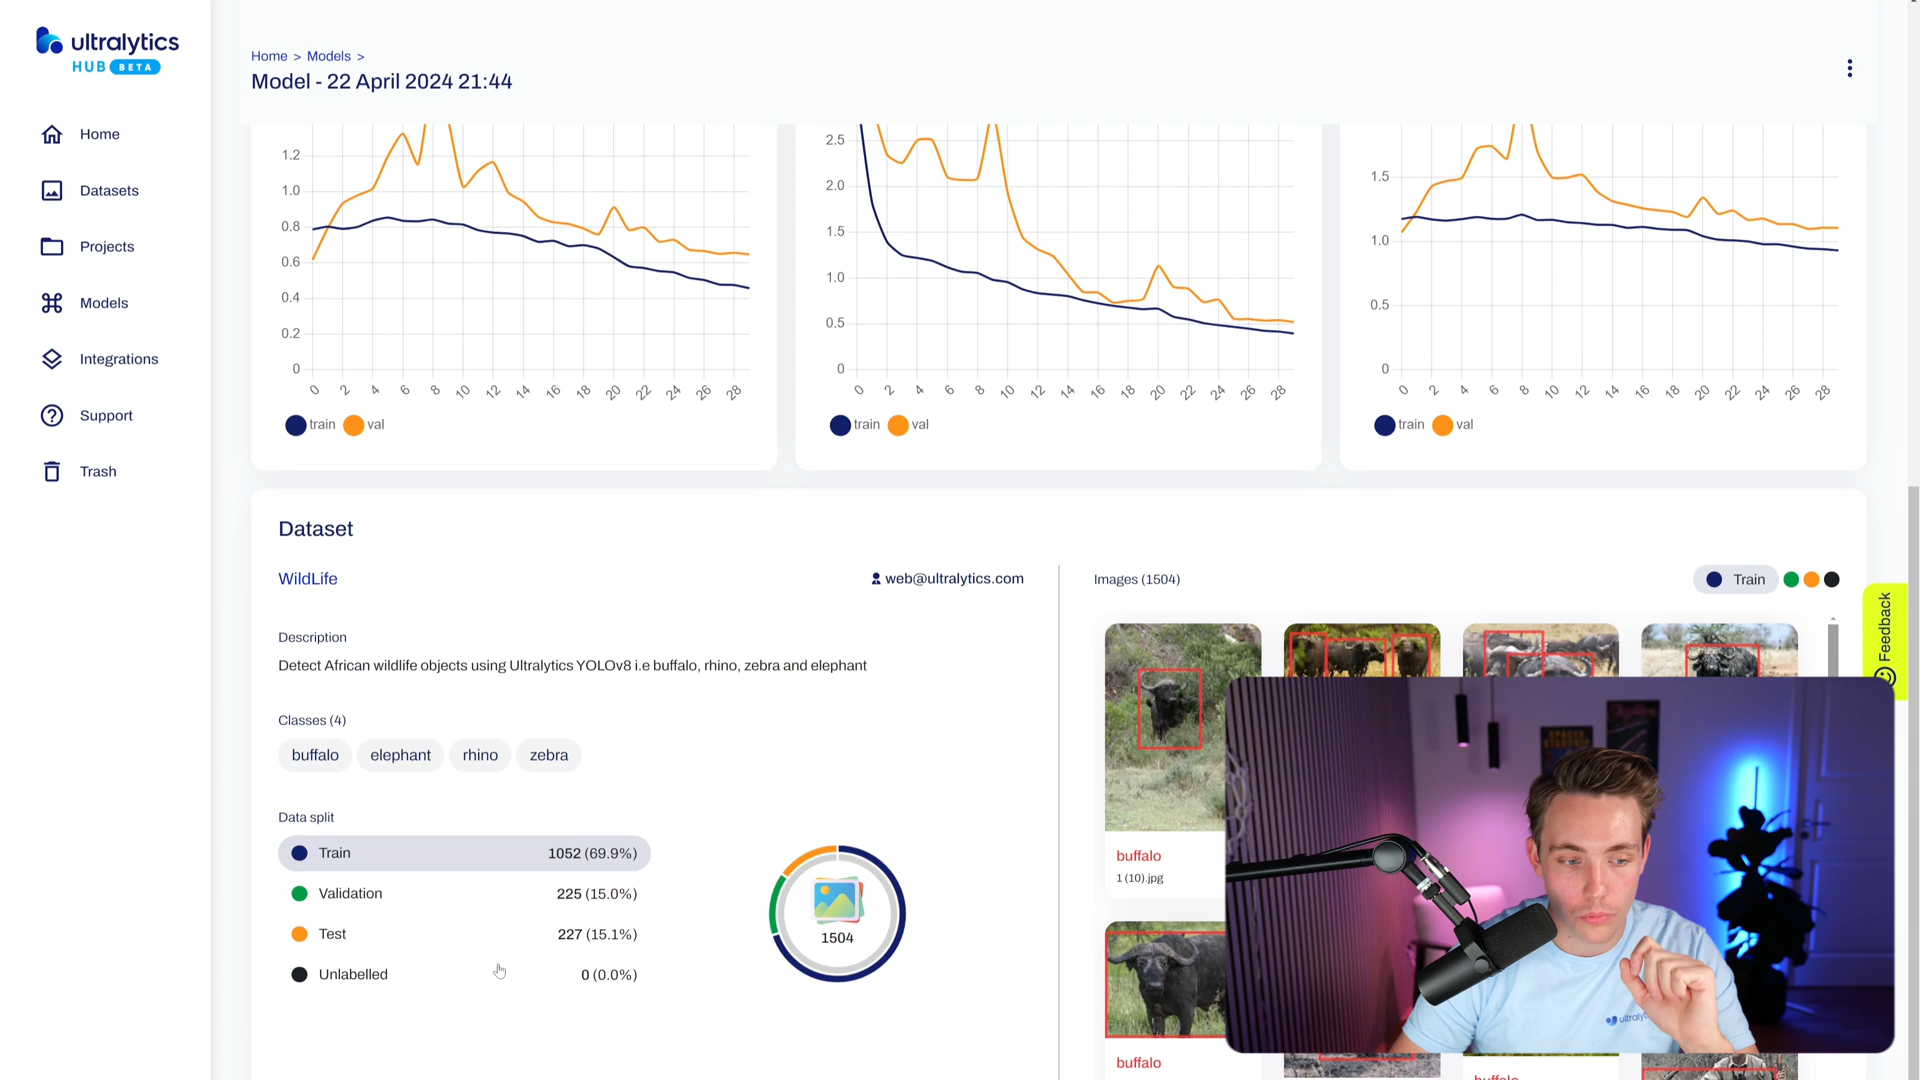 ultralytics
HUB BETA
Home
Datasets
Projects
Models
Integrations
Support
Trash
Home > Models >
Model - 22 April 2024 21:44
1.2
1.0
0.8
0.6
0.4
0.2
0
0 2 4 6 8 10 12 14 16 18 20 22 24 26 28
train val
2.5
2.0
1.5
1.0
0.5
0
0 2 4 6 8 10 12 14 16 18 20 22 24 26 28
train val
1.5
1.0
0.5
0
0 2 4 6 8 10 12 14 16 18 20 22 24 26 28
train val
Dataset
WildLife
web@ultralytics.com
Description
Detect African wildlife objects using Ultralytics YOLOv8 i.e buffalo, rhino, zebra and elephant
Classes (4)
buffalo elephant rhino zebra
Data split
Train 1052 (69.9%)
Validation 225 (15.0%)
Test 227 (15.1%)
Unlabelled 0 (0.0%)
1504
Images (1504)
Train
buffalo
1 (10).jpg
buffalo
Feedback